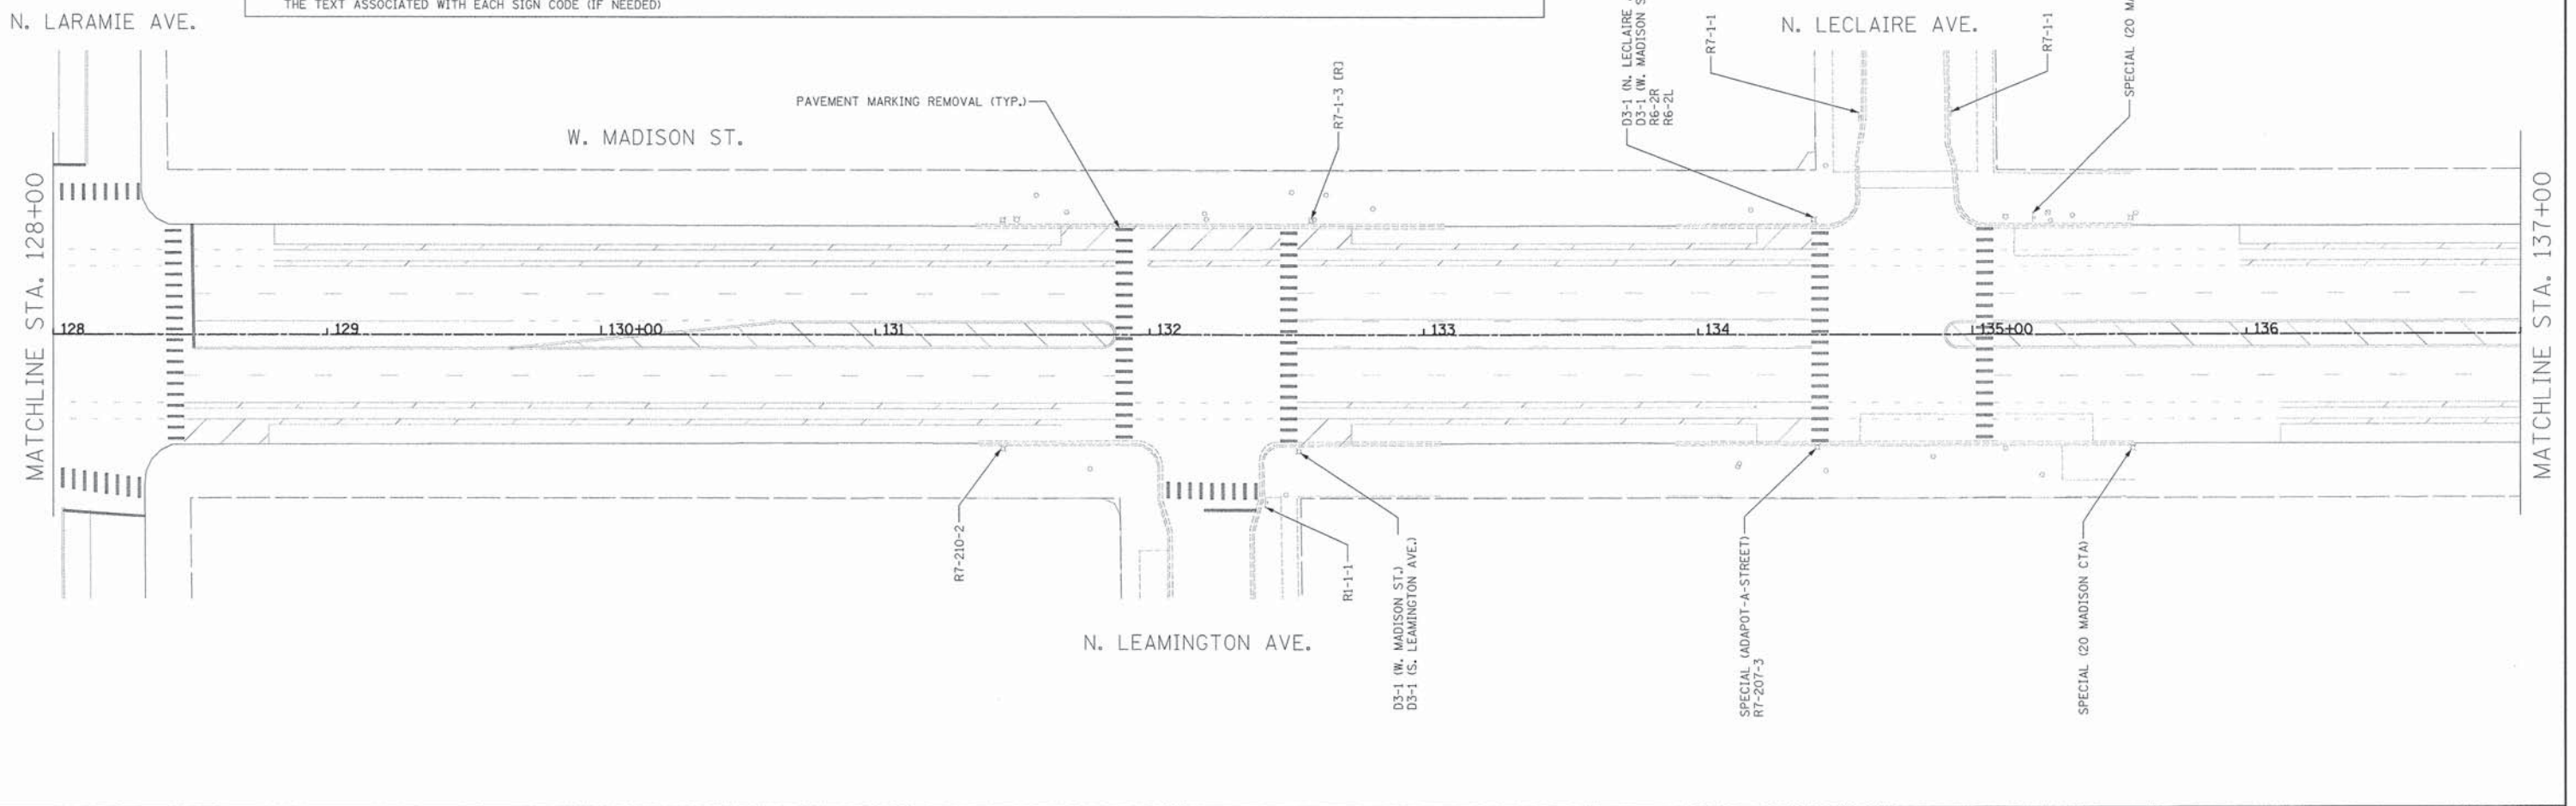 THE TEXT ASSOCIATED WITH EACH SIGN CODE (IF NEEDED)
N. LARAMIE AVE.
N. LECLAIRE AVE.
D3-1 (N. LECLAIRE
D3-1 (W. MADISON
R6-2R
R6-2L
R7-1-1
R7-1-1
SPECIAL (20
PAVEMENT MARKING REMOVAL (TYP.)
R7-1-3 [R]
W. MADISON ST.
MATCHLINE STA. 128+00
MATCHLINE STA. 137+00
128
129
130+00
131
132
133
134
135+00
136
R7-210-2
R1-1-1
D3-1 (W. MADISON ST.)
D3-1 (S. LEAMINGTON AVE.)
SPECIAL (ADAPOT-A-STREET)
R7-207-3
SPECIAL (20 MADISON CTA)
N. LEAMINGTON AVE.